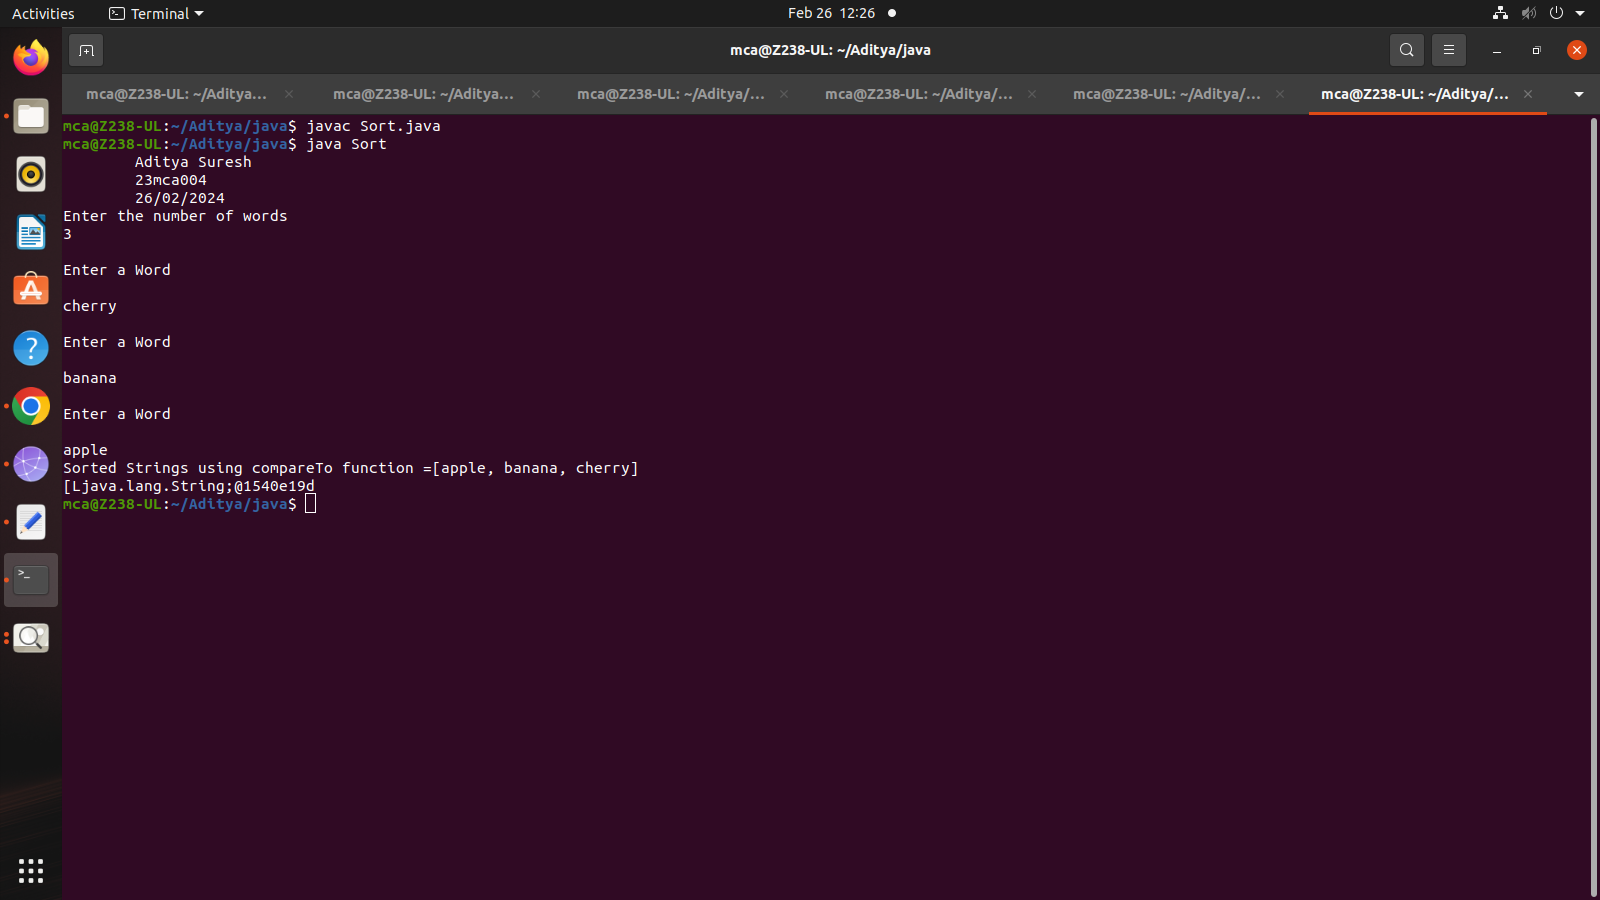 Activities Terminal Feb 26 12:26
mca@Z238-UL: ~/Aditya/java
mca@Z238-UL: ~/Aditya... mca@Z238-UL: ~/Aditya... mca@Z238-UL: ~/Aditya/... mca@Z238-UL: ~/Aditya/... mca@Z238-UL: ~/Aditya/... mca@Z238-UL: ~/Aditya/...
mca@Z238-UL:~/Aditya/java$ javac Sort.java
mca@Z238-UL:~/Aditya/java$ java Sort
Aditya Suresh
23mca004
26/02/2024
Enter the number of words
3
Enter a Word
cherry
Enter a Word
banana
Enter a Word
apple
Sorted Strings using compareTo function =[apple, banana, cherry]
[Ljava.lang.String;@1540e19d
mca@Z238-UL:~/Aditya/java$